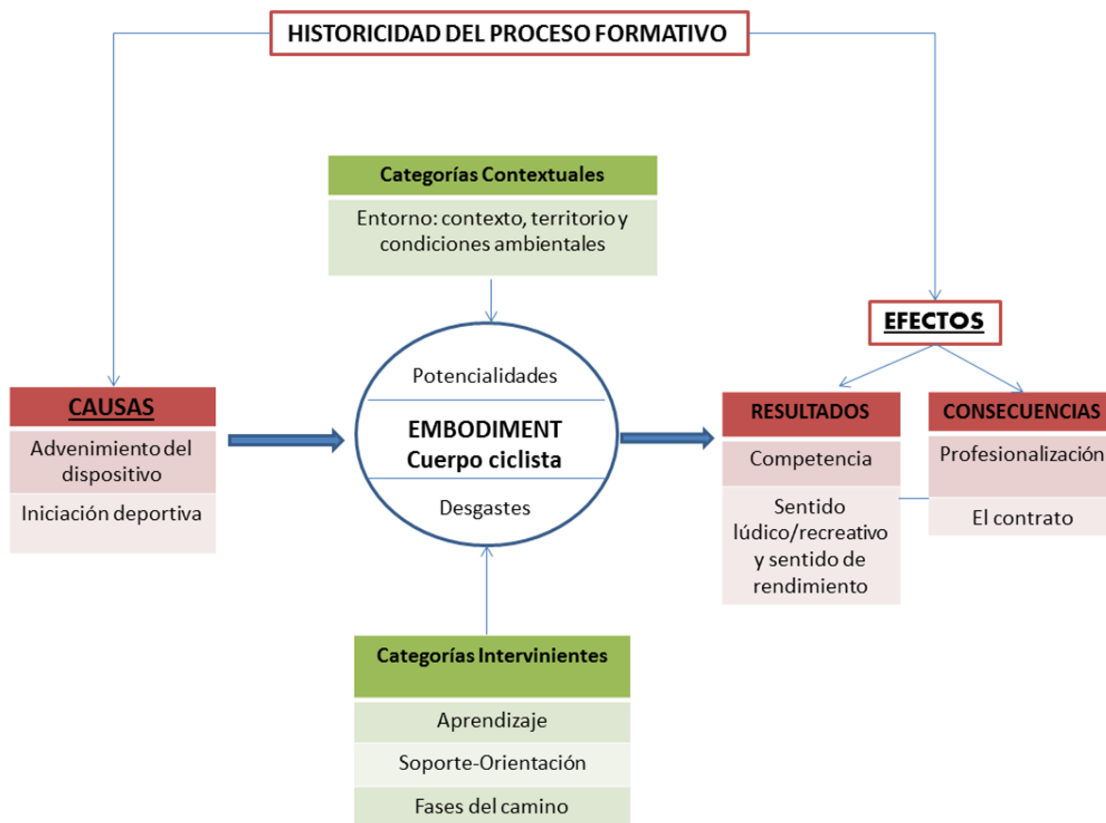 HISTORICIDAD DEL PROCESO FORMATIVO
Categorías Contextuales
Entorno: contexto, territorio y
condiciones ambientales
EFECTOS
Potencialidades
EMBODIMENT
Cuerpo ciclista
Desgastes
CAUSAS
Advenimiento del
dispositivo
Iniciación deportiva
RESULTADOS
Competencia
Sentido
lúdico/recreativo
y sentido de
rendimiento
CONSECUENCIAS
Profesionalización
El contrato
Categorías Intervinientes
Aprendizaje
Soporte-Orientación
Fases del camino